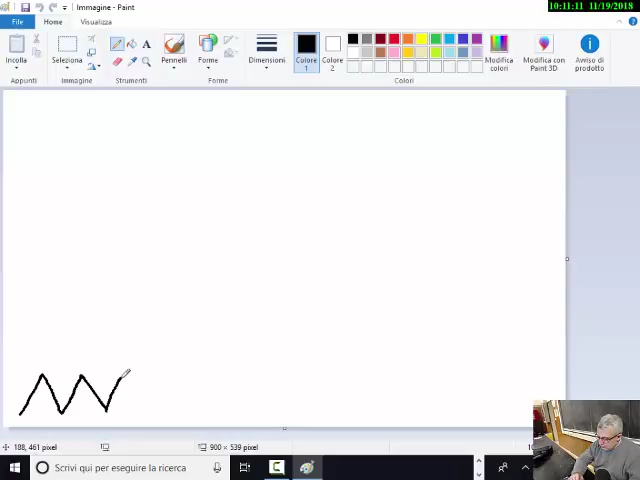 Immagine - Paint
10:11:11 11/19/2018
File
Home
Visualizza
Incolla
Seleziona
Pennelli
Forme
Dimensioni
Colore
1
Colore
2
Modifica
colori
Modifica con
Paint 3D
Avviso di
prodotto
Appunti
Immagine
Strumenti
Forme
Colori
188, 461 pixel
900 × 539 pixel
Scrivi qui per eseguire la ricerca